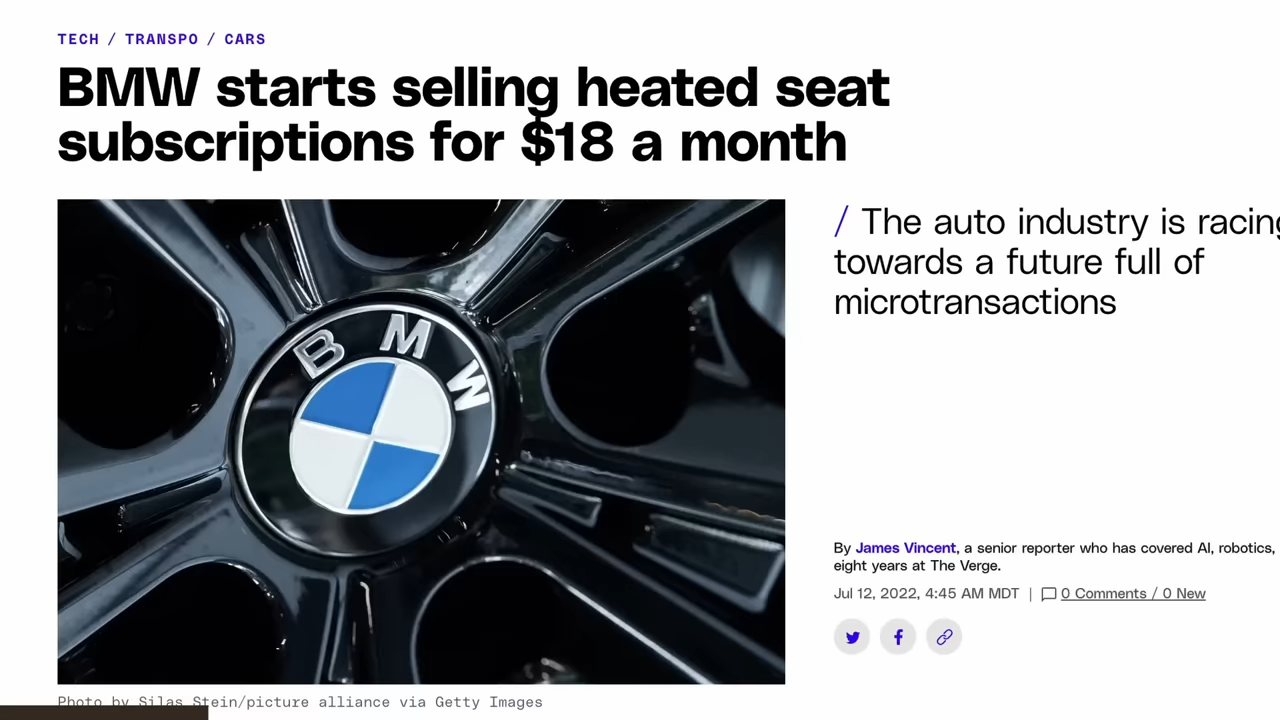 TECH / TRANSPO / CARS
BMW starts selling heated seat
subscriptions for $18 a month
/ The auto industry is racing
towards a future full of
microtransactions
B M W
By James Vincent, a senior reporter who has covered AI, robotics,
eight years at The Verge.
Jul 12, 2022, 4:45 AM MDT | 0 Comments / 0 New
Photo by Silas Stein/picture alliance via Getty Images